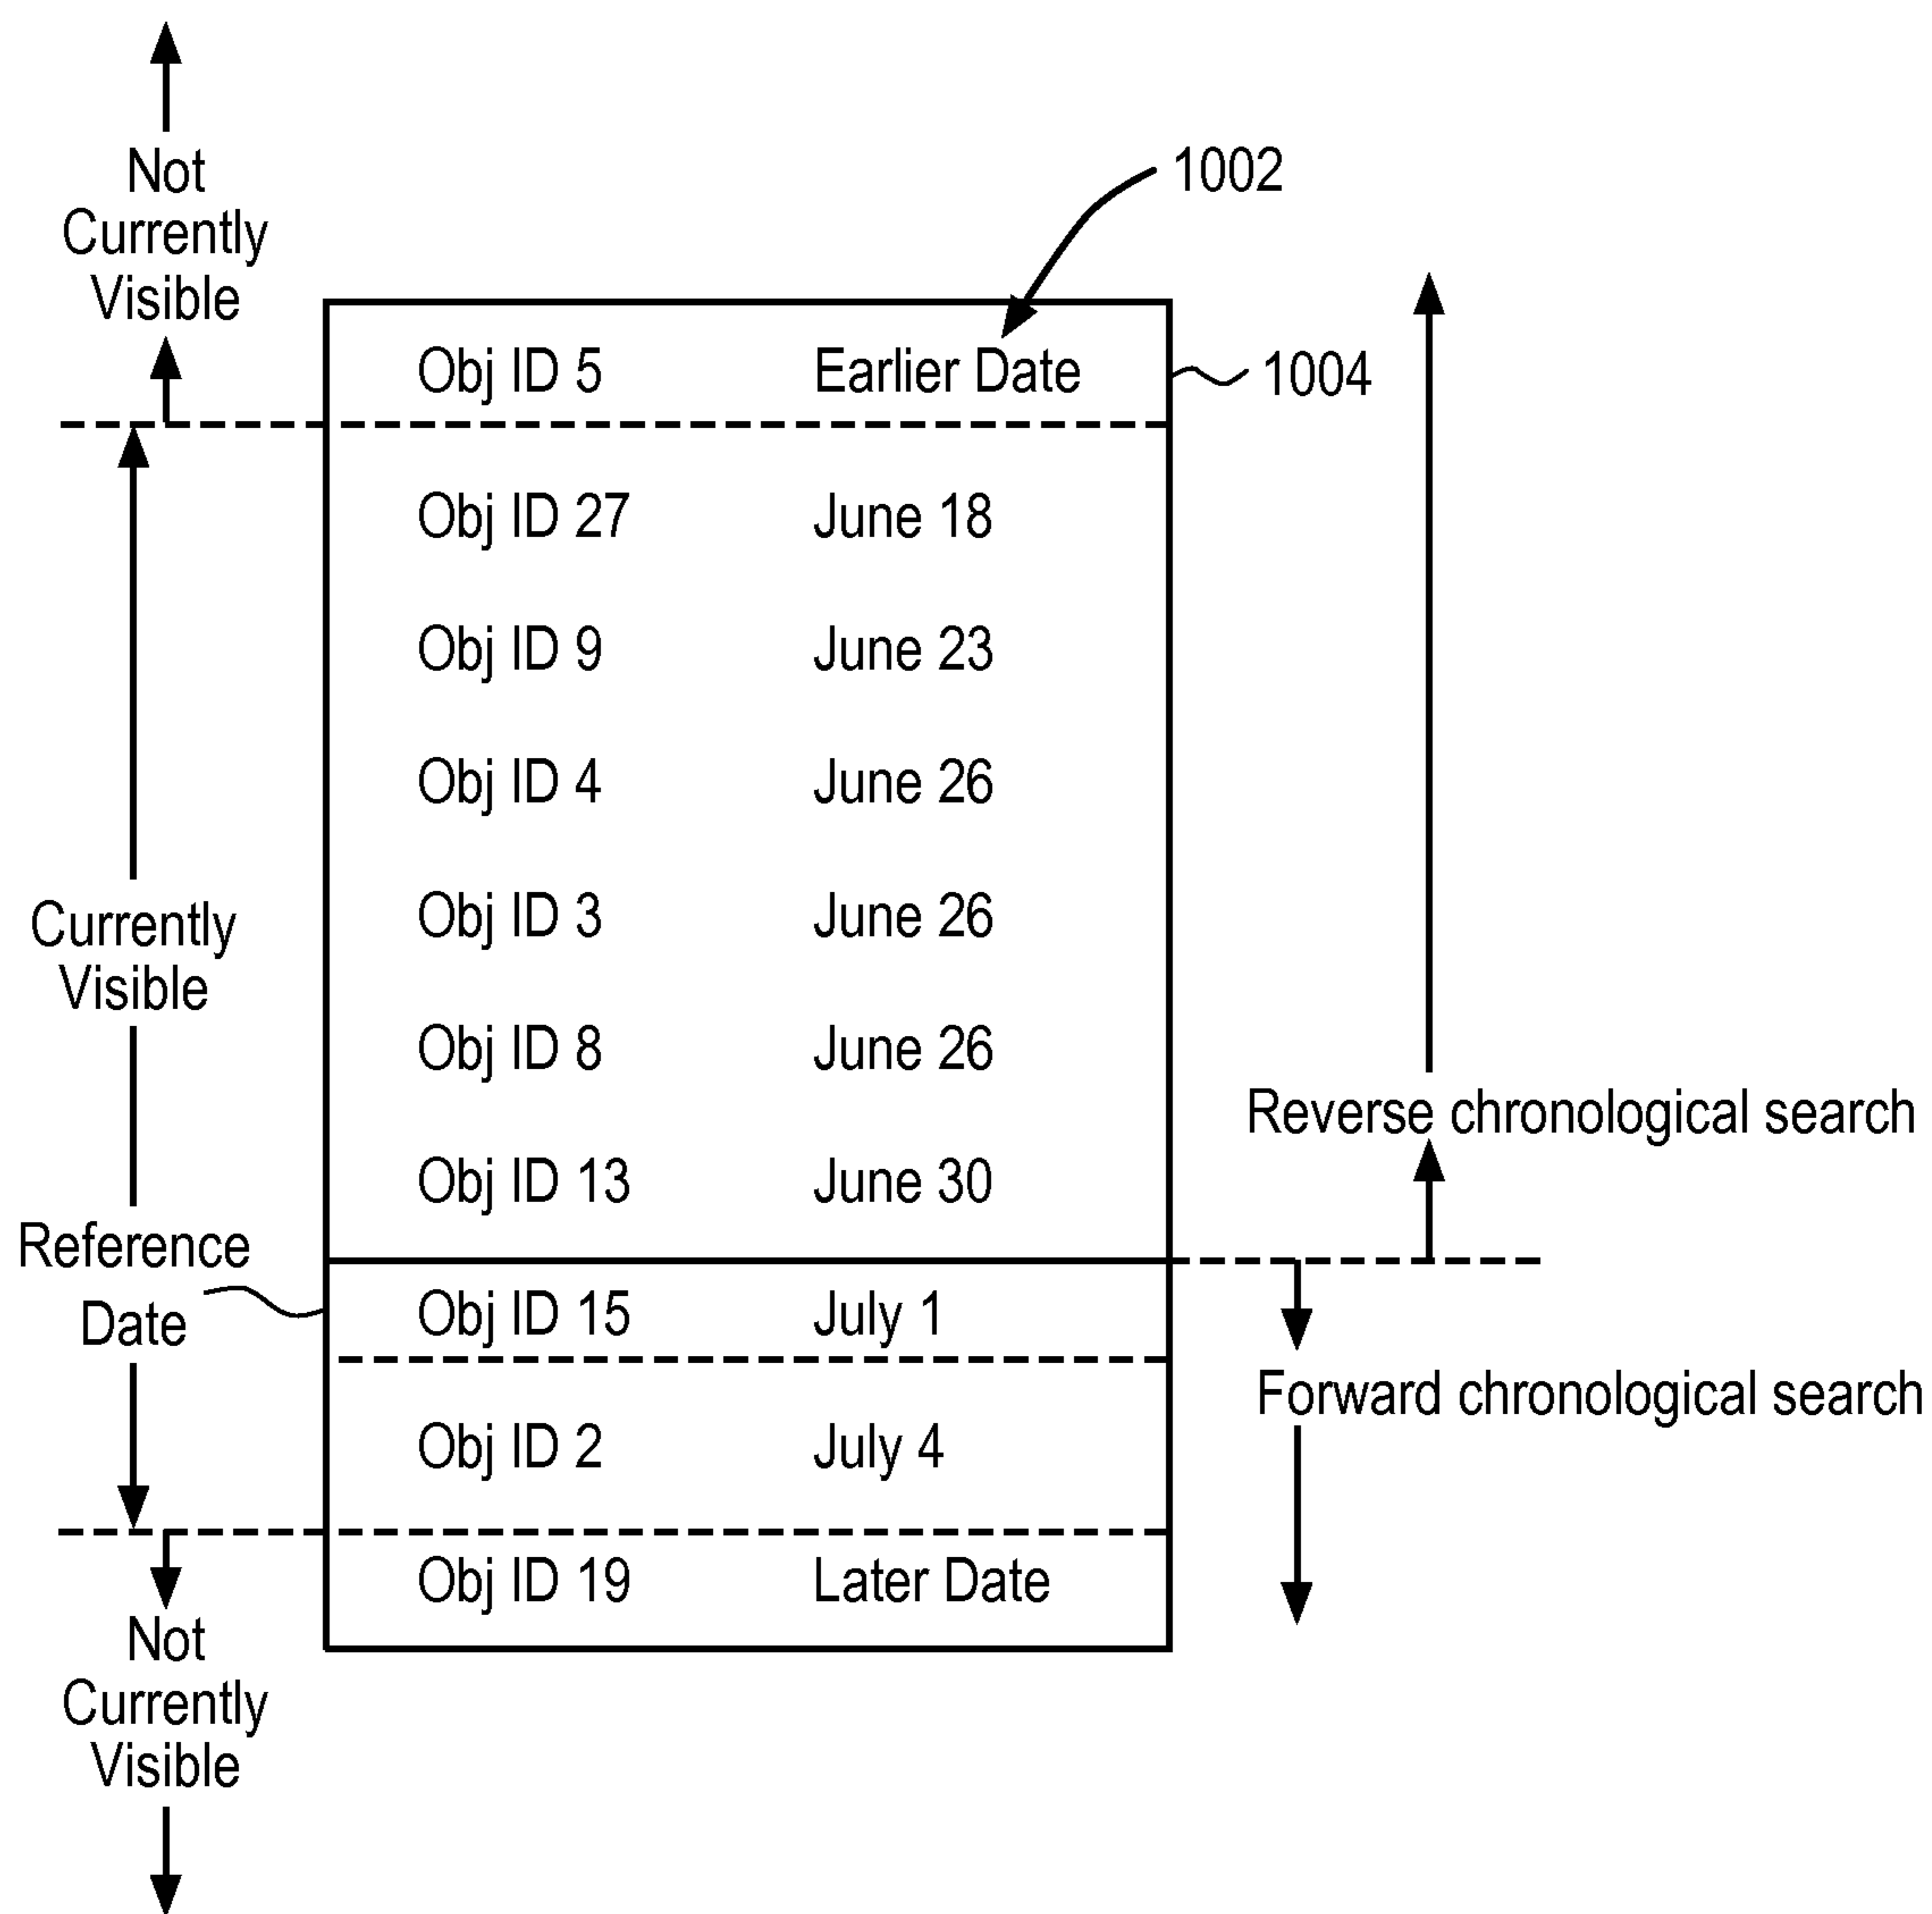 Not
Currently
Visible
1002
Obj ID 5 Earlier Date
1004
Obj ID 27 June 18
Obj ID 9 June 23
Obj ID 4 June 26
Obj ID 3 June 26
Currently
Visible
Obj ID 8 June 26
Reverse chronological search
Obj ID 13 June 30
Reference
Date
Obj ID 15 July 1
Forward chronological search
Obj ID 2 July 4
Obj ID 19 Later Date
Not
Currently
Visible